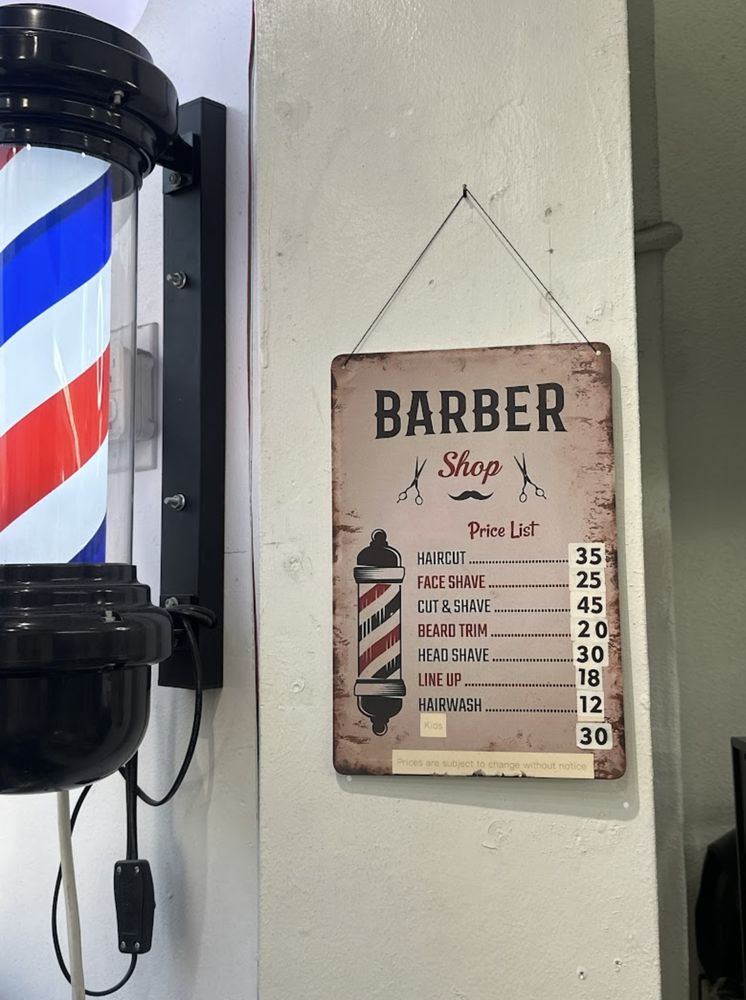 BARBER
Shop
Price List
HAIRCUT ........................ 35
FACE SHAVE ................... 25
CUT & SHAVE .................. 45
BEARD TRIM ................... 20
HEAD SHAVE ................... 30
LINE UP ........................ 18
HAIRWASH .................... 12
Kids 30
Prices are subject to change without notice